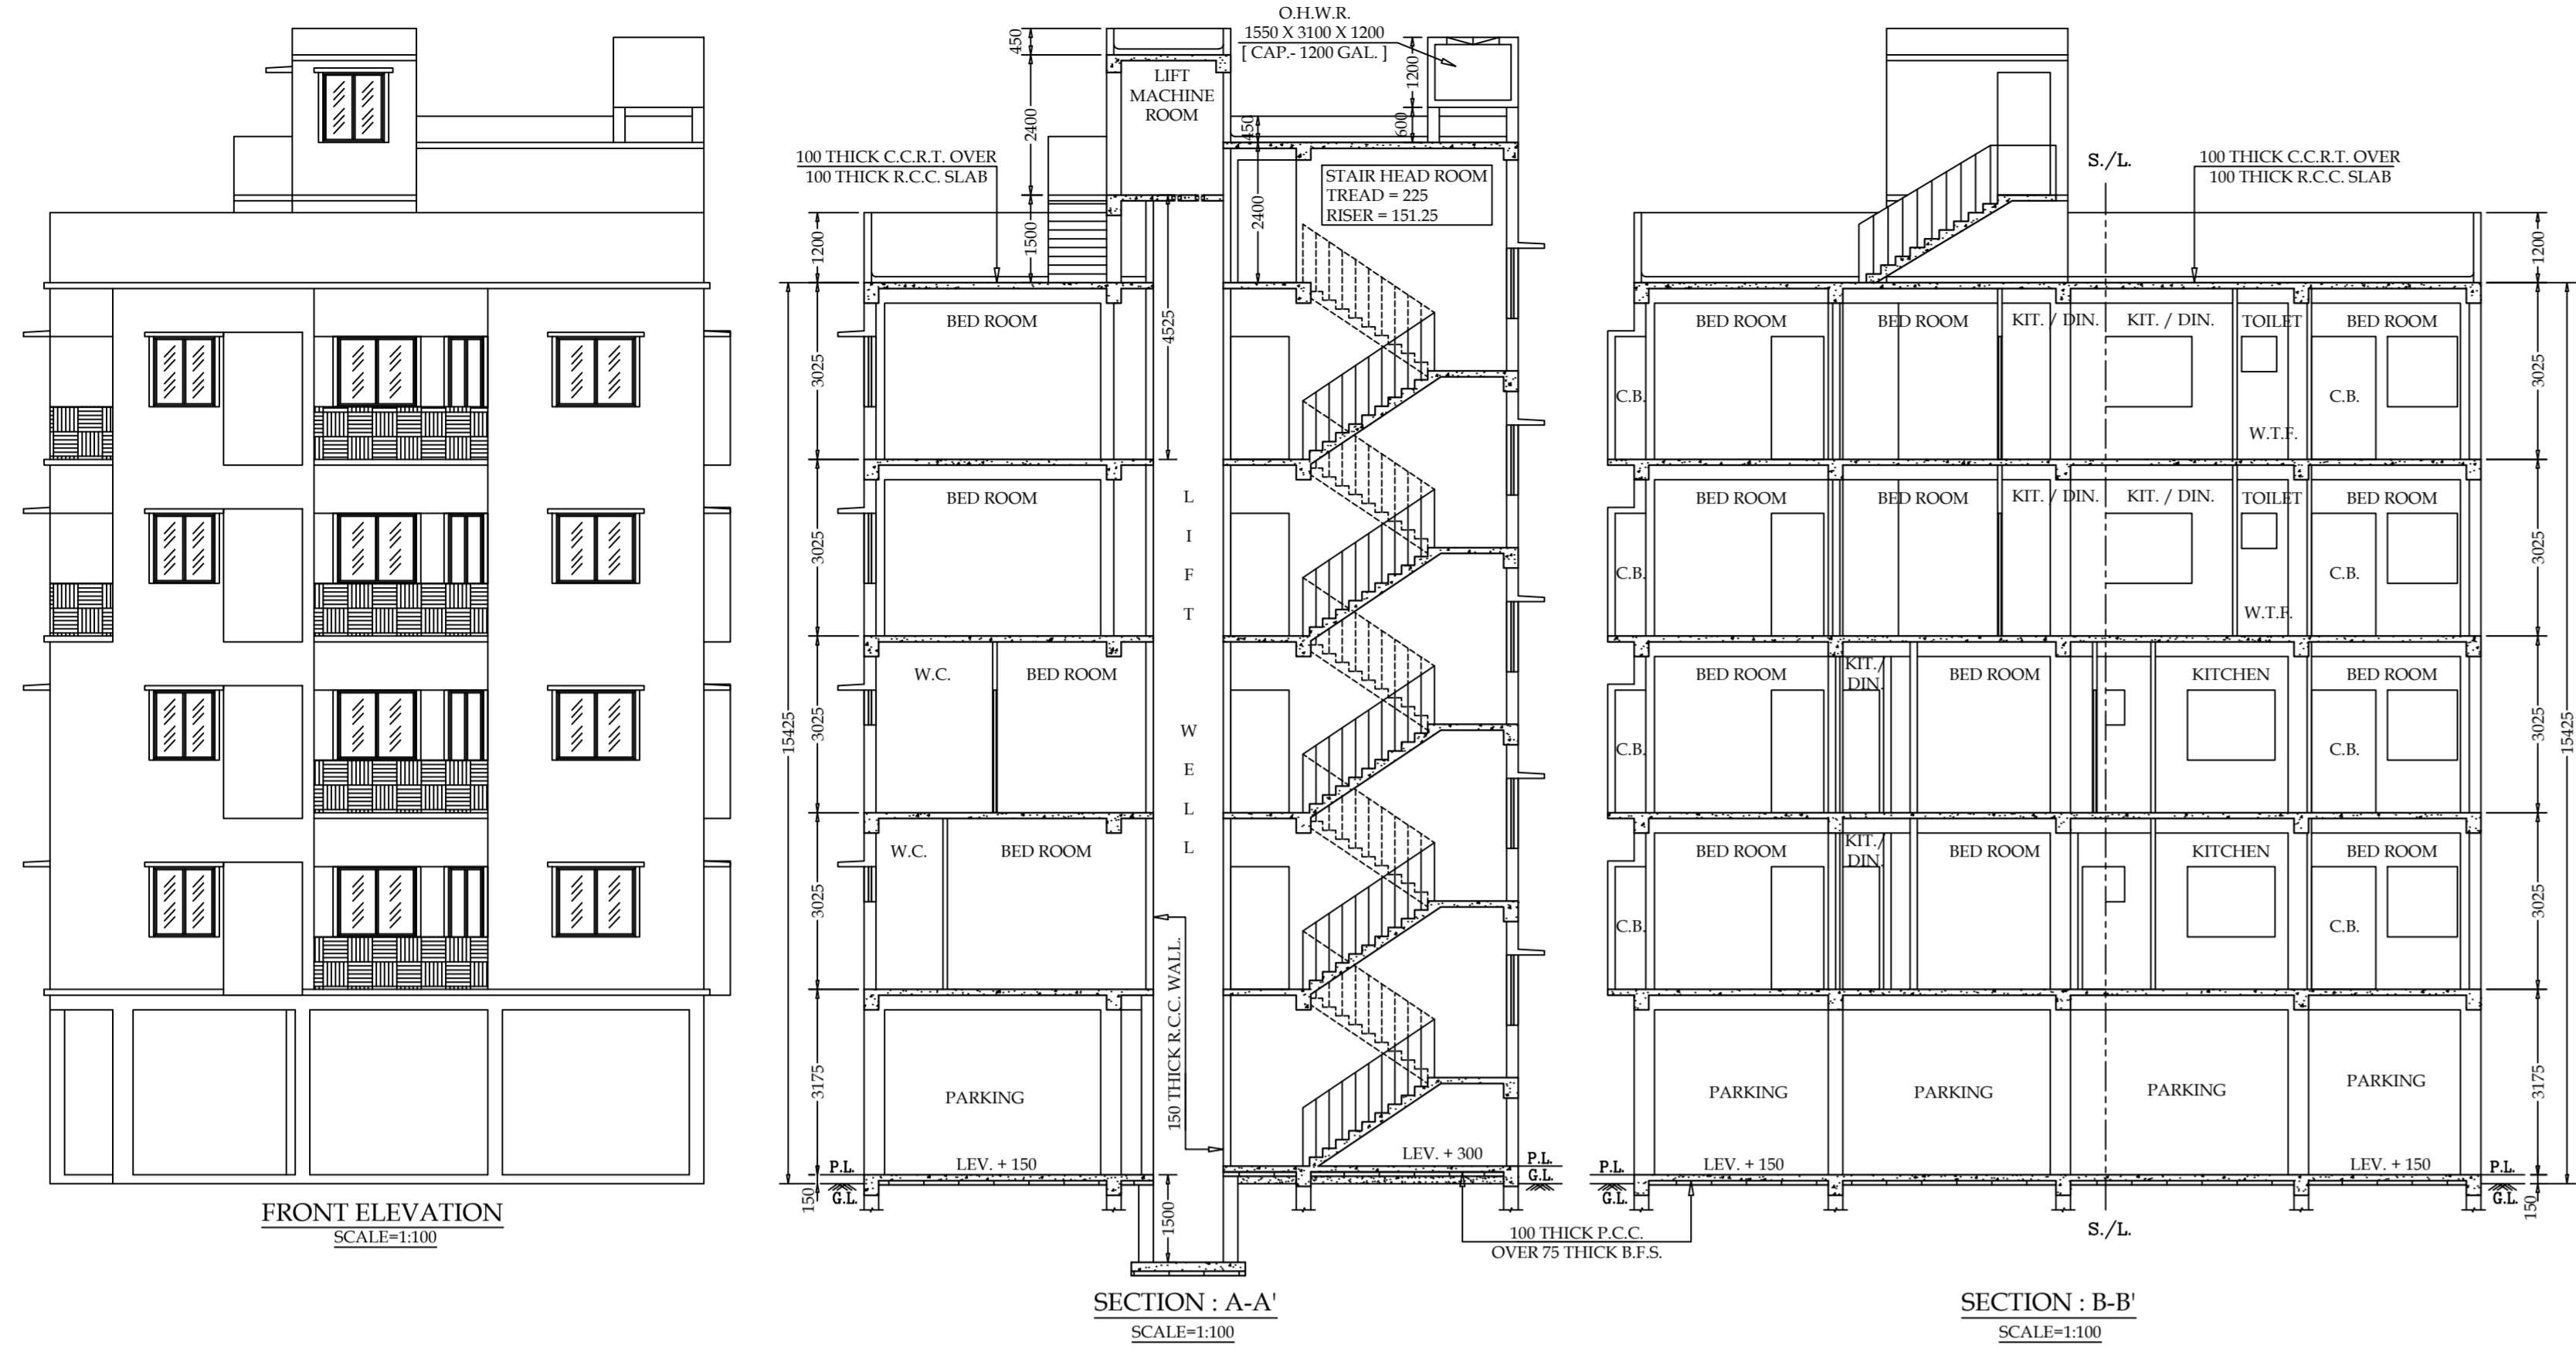 FRONT ELEVATION
SCALE=1:100
O.H.W.R.
1550 X 3100 X 1200
[ CAP.- 1200 GAL. ]
450
2400
1500
1200
600
450
2400
LIFT
MACHINE
ROOM
100 THICK C.C.R.T. OVER
100 THICK R.C.C. SLAB
STAIR HEAD ROOM
TREAD = 225
RISER = 151.25
1200
4525
15425
3025
3025
3025
3025
3175
150
BED ROOM
BED ROOM
W.C.
BED ROOM
W.C.
BED ROOM
LIFT WELL
150 THICK R.C.C. WALL.
PARKING
LEV. + 150
LEV. + 300
P.L.
G.L.
P.L.
G.L.
1500
100 THICK P.C.C.
OVER 75 THICK B.F.S.
SECTION : A-A'
SCALE=1:100
S./L.
100 THICK C.C.R.T. OVER
100 THICK R.C.C. SLAB
1200
BED ROOM
BED ROOM
KIT. / DIN.
KIT. / DIN.
TOILET
BED ROOM
C.B.
C.B.
W.T.F.
3025
BED ROOM
BED ROOM
KIT. / DIN.
KIT. / DIN.
TOILET
BED ROOM
C.B.
C.B.
W.T.F.
3025
BED ROOM
KIT./
DIN.
BED ROOM
KITCHEN
BED ROOM
C.B.
C.B.
3025
15425
BED ROOM
KIT./
DIN.
BED ROOM
KITCHEN
BED ROOM
C.B.
C.B.
3025
PARKING
PARKING
PARKING
PARKING
3175
LEV. + 150
LEV. + 150
P.L.
G.L.
P.L.
G.L.
150
S./L.
SECTION : B-B'
SCALE=1:100